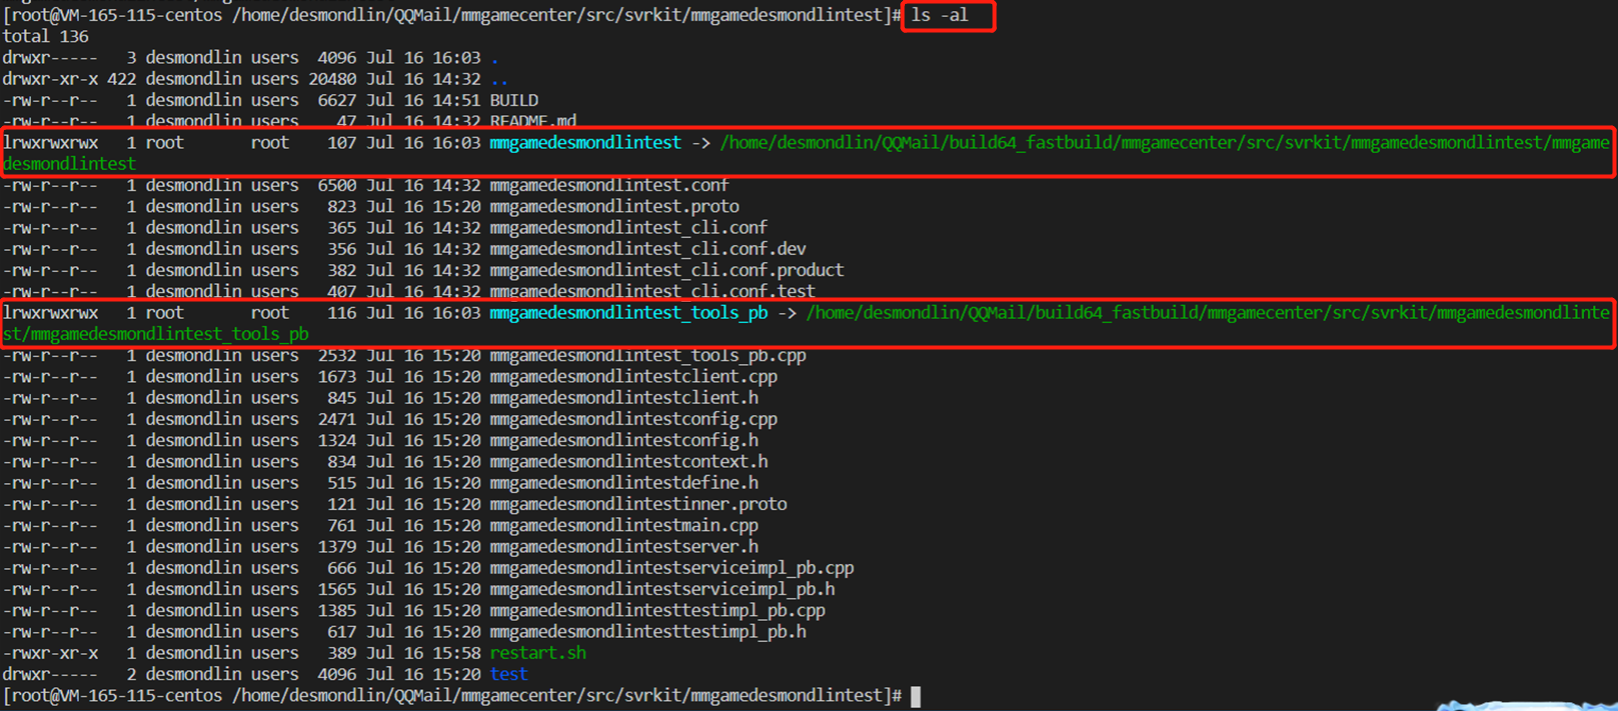 [root@VM-165-115-centos /home/desmondlin/QQMail/mmgamecenter/src/svrkit/mmgamedesmondlintest]# ls -al
total 136
drwxr-----   3 desmondlin users  4096 Jul 16 16:03 .
drwxr-xr-x 422 desmondlin users 20480 Jul 16 14:32 ..
-rw-r--r--   1 desmondlin users  6627 Jul 16 14:51 BUILD
-rw-r--r--   1 desmondlin users    47 Jul 16 14:32 README.md
lrwxrwxrwx   1 root       root    107 Jul 16 16:03 mmgamedesmondlintest -> /home/desmondlin/QQMail/build64_fastbuild/mmgamecenter/src/svrkit/mmgamedesmondlintest/mmgame
desmondlintest
-rw-r--r--   1 desmondlin users  6500 Jul 16 14:32 mmgamedesmondlintest.conf
-rw-r--r--   1 desmondlin users   823 Jul 16 15:20 mmgamedesmondlintest.proto
-rw-r--r--   1 desmondlin users   365 Jul 16 14:32 mmgamedesmondlintest_cli.conf
-rw-r--r--   1 desmondlin users   356 Jul 16 14:32 mmgamedesmondlintest_cli.conf.dev
-rw-r--r--   1 desmondlin users   382 Jul 16 14:32 mmgamedesmondlintest_cli.conf.product
-rw-r--r--   1 desmondlin users   407 Jul 16 14:32 mmgamedesmondlintest_cli.conf.test
lrwxrwxrwx   1 root       root    116 Jul 16 16:03 mmgamedesmondlintest_tools_pb -> /home/desmondlin/QQMail/build64_fastbuild/mmgamecenter/src/svrkit/mmgamedesmondlinte
st/mmgamedesmondlintest_tools_pb
-rw-r--r--   1 desmondlin users  2532 Jul 16 15:20 mmgamedesmondlintest_tools_pb.cpp
-rw-r--r--   1 desmondlin users  1673 Jul 16 15:20 mmgamedesmondlintestclient.cpp
-rw-r--r--   1 desmondlin users   845 Jul 16 15:20 mmgamedesmondlintestclient.h
-rw-r--r--   1 desmondlin users  2471 Jul 16 15:20 mmgamedesmondlintestconfig.cpp
-rw-r--r--   1 desmondlin users  1324 Jul 16 15:20 mmgamedesmondlintestconfig.h
-rw-r--r--   1 desmondlin users   834 Jul 16 15:20 mmgamedesmondlintestcontext.h
-rw-r--r--   1 desmondlin users   515 Jul 16 15:20 mmgamedesmondlintestdefine.h
-rw-r--r--   1 desmondlin users   121 Jul 16 15:20 mmgamedesmondlintestinner.proto
-rw-r--r--   1 desmondlin users   761 Jul 16 15:20 mmgamedesmondlintestmain.cpp
-rw-r--r--   1 desmondlin users  1379 Jul 16 15:20 mmgamedesmondlintestserver.h
-rw-r--r--   1 desmondlin users   666 Jul 16 15:20 mmgamedesmondlintestserviceimpl_pb.cpp
-rw-r--r--   1 desmondlin users  1565 Jul 16 15:20 mmgamedesmondlintestserviceimpl_pb.h
-rw-r--r--   1 desmondlin users  1385 Jul 16 15:20 mmgamedesmondlintesttestimpl_pb.cpp
-rw-r--r--   1 desmondlin users   617 Jul 16 15:20 mmgamedesmondlintesttestimpl_pb.h
-rwxr-xr-x   1 desmondlin users   389 Jul 16 15:58 restart.sh
drwxr-----   2 desmondlin users  4096 Jul 16 15:20 test
[root@VM-165-115-centos /home/desmondlin/QQMail/mmgamecenter/src/svrkit/mmgamedesmondlintest]#